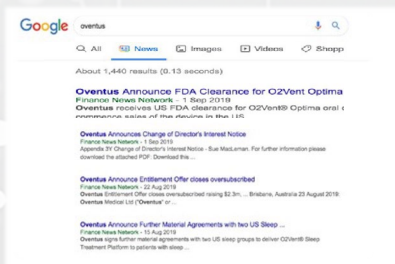 Google
oventus
All News Images Videos Shopp
About 1,440 results (0.13 seconds)
Oventus Announce FDA Clearance for O2Vent Optima
Finance News Network - 1 Sep 2019
Oventus receives US FDA clearance for O2Vent® Optima oral
commence sales of the device in the US
Oventus Announces Change of Director's Interest Notice
Finance News Network - 1 Sep 2019
Appendix 3Y Change of Director's Interest Notice - Sue MacLeman. For further information please
download the attached PDF: Download this ...
Oventus Announce Entitlement Offer closes oversubscribed
Finance News Network - 22 Aug 2019
Oventus Entitlement Offer closes oversubscribed raising $2.3m, ... Brisbane, Australia 23 August 2019:
Oventus Medical Ltd ("Oventus" or ...
Oventus Announce Further Material Agreements with two US Sleep ...
Finance News Network - 15 Aug 2019
Oventus signs further material agreements with two US sleep groups to deliver O2Vent® Sleep
Treatment Platform to patients with sleep ...